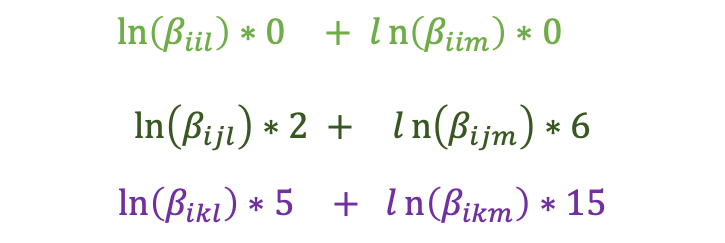 ln(βᵢᵢₗ) * 0 + ln(βᵢᵢₘ) * 0
ln(βᵢⱼₗ) * 2 + ln(βᵢⱼₘ) * 6
ln(βᵢₖₗ) * 5 + ln(βᵢₖₘ) * 15